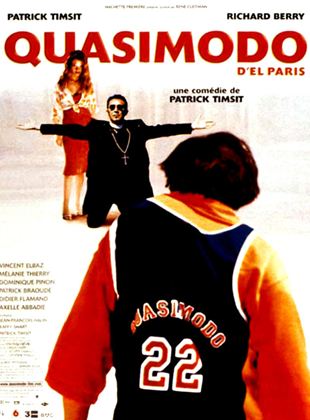 PATRICK TIMSIT RICHARD BERRY
QUASIMODO
D'EL PARIS
une comédie de
PATRICK TIMSIT
VINCENT ELBAZ
MÉLANIE THIERRY
DOMINIQUE PINON
PATRICK BRAOUDÉ
DIDIER FLAMAND
AXELLE ABBADIE
QUASIMODO
22